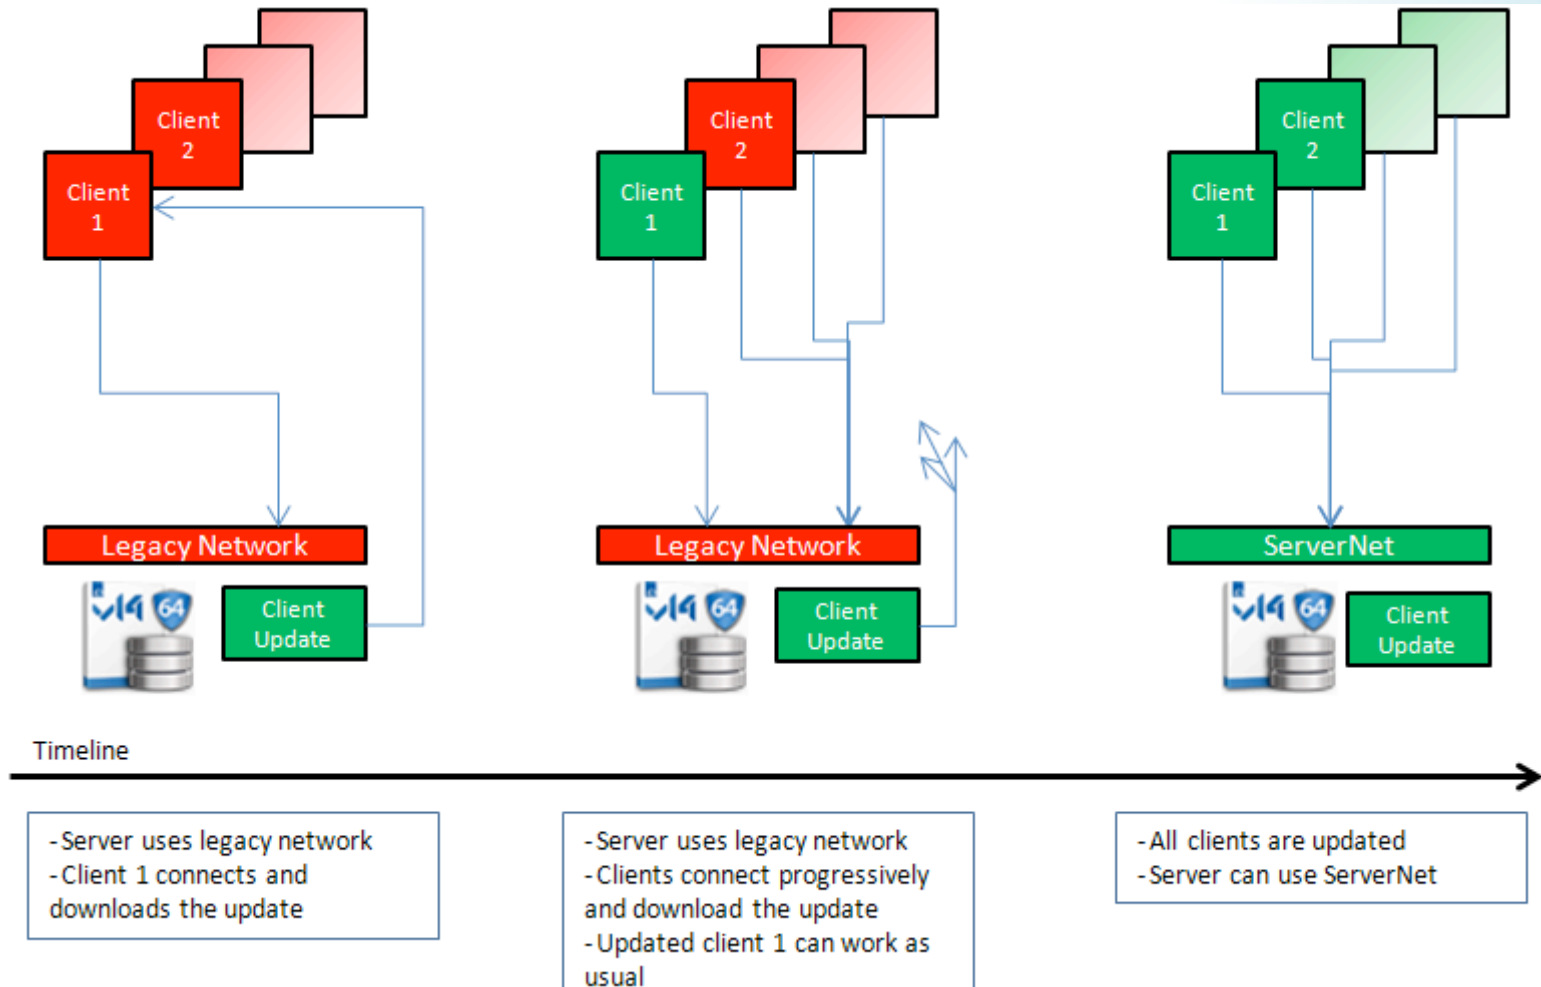 Client
2
Client
1
Client
2
Client
1
Client
2
Client
1
Legacy Network
Legacy Network
ServerNet
v14 64
Client
Update
v14 64
Client
Update
v14 64
Client
Update
Timeline
-Server uses legacy network
-Client 1 connects and
downloads the update
-Server uses legacy network
-Clients connect progressively
and download the update
-Updated client 1 can work as
usual
-All clients are updated
-Server can use ServerNet